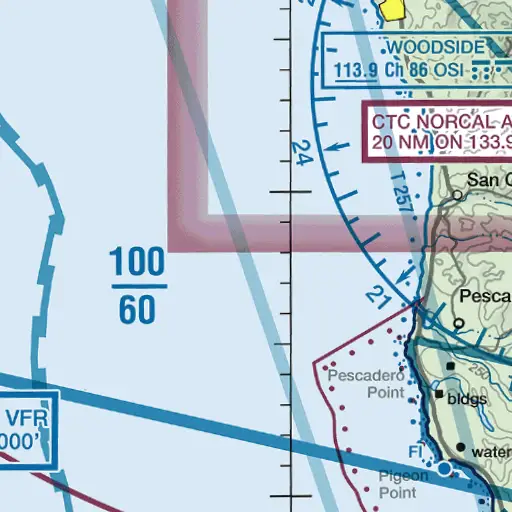 WOODSIDE
113.9 Ch 86 OSI
CTC NORCAL A
20 NM ON 133.9
24
T 257
San C
100
60
21
Pesca
Pescadero
Point
bldgs
VFR
000'
water
Fl
Pigeon
Point